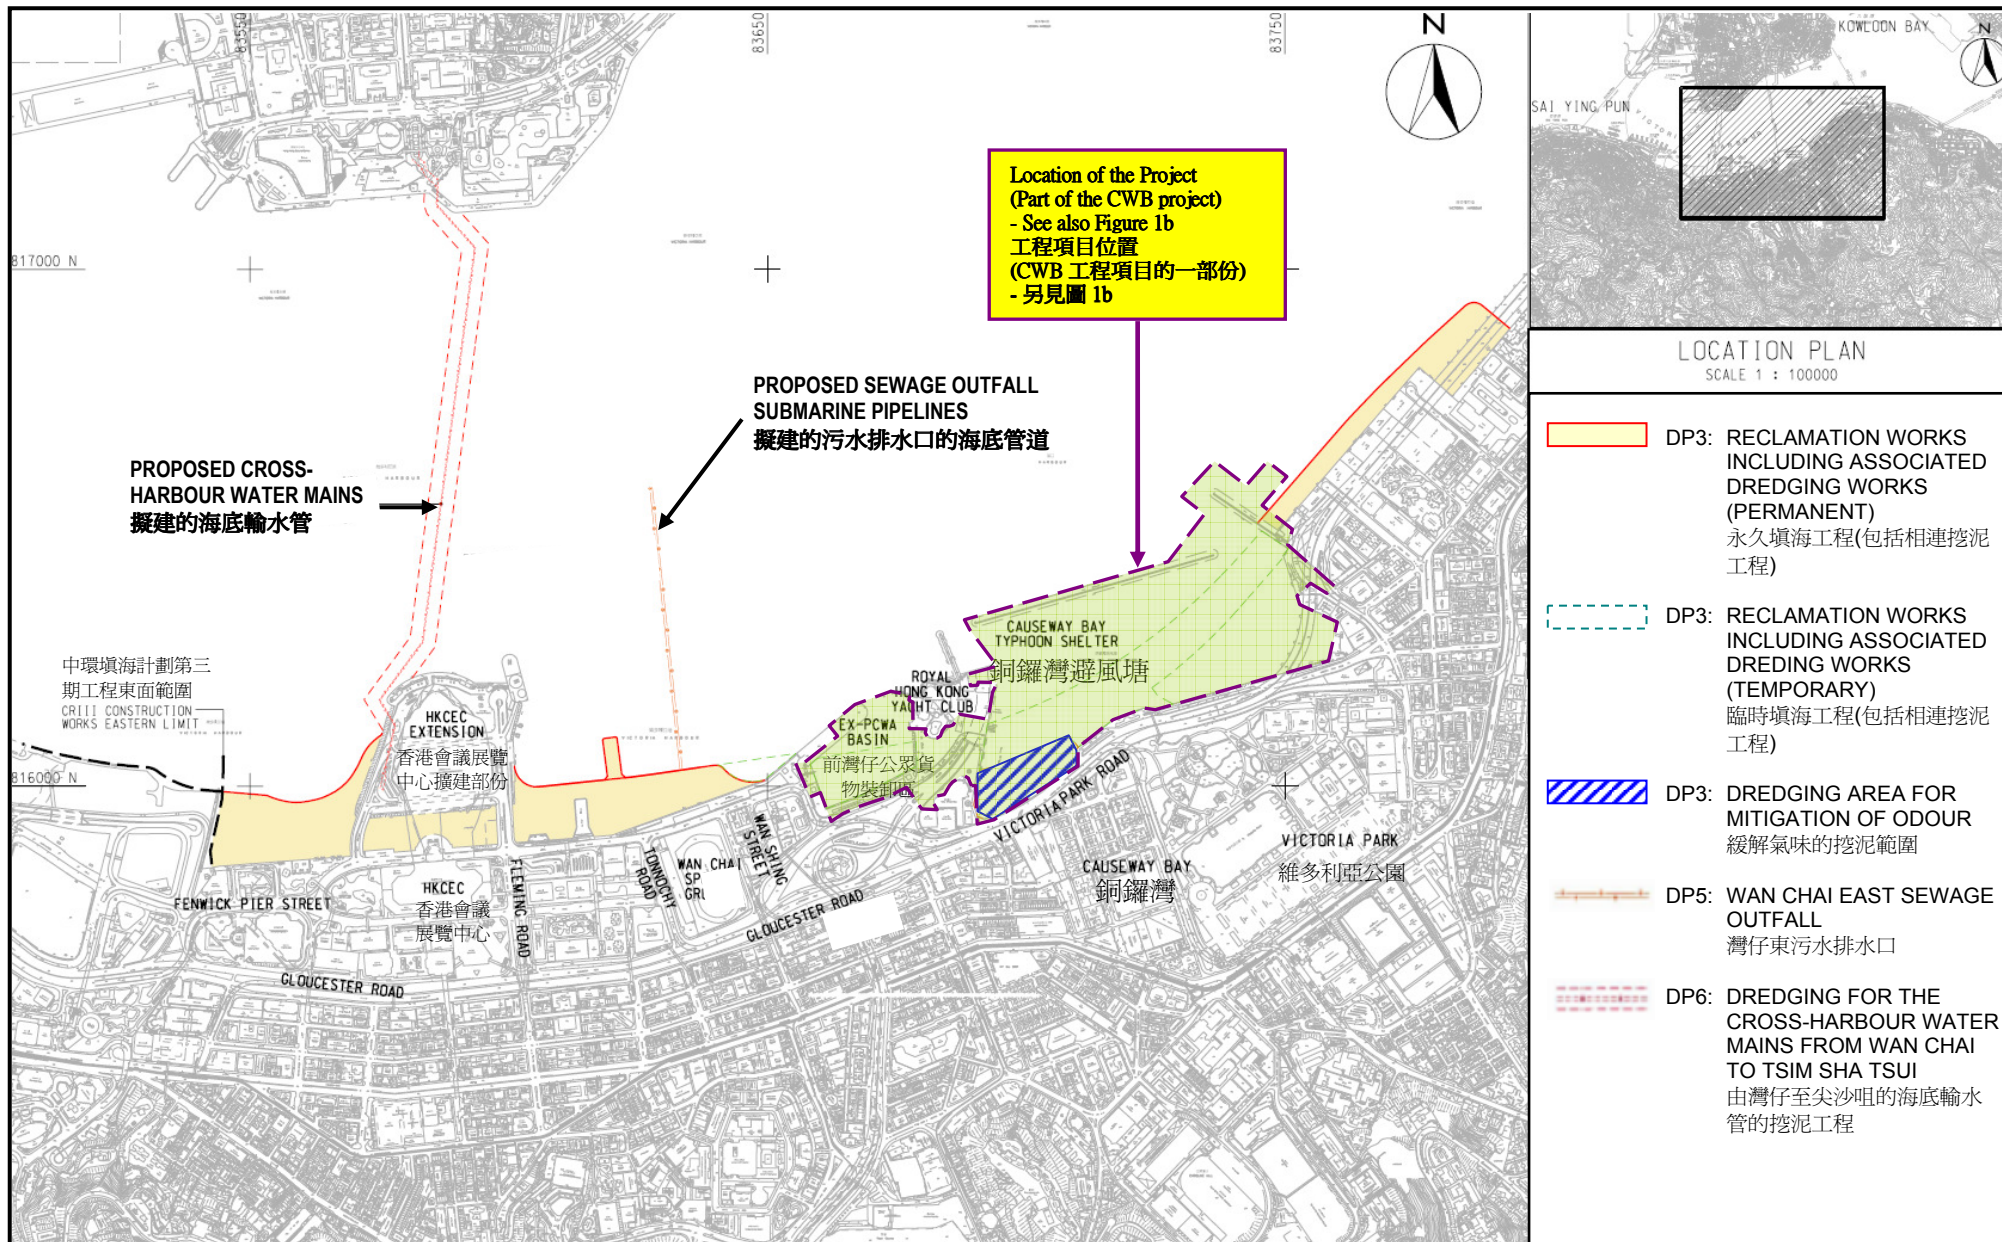 83550
83650
83750
N
817000 N
816000 N
Location of the Project
(Part of the CWB project)
- See also Figure 1b
工程項目位置
(CWB 工程項目的一部份)
- 另見圖 1b
PROPOSED SEWAGE OUTFALL
SUBMARINE PIPELINES
擬建的污水排水口的海底管道
PROPOSED CROSS-
HARBOUR WATER MAINS
擬建的海底輸水管
中環填海計劃第三
期工程東面範圍
CRIII CONSTRUCTION
WORKS EASTERN LIMIT
HKCEC
EXTENSION
香港會議展覽
中心擴建部份
CAUSEWAY BAY
TYPHOON SHELTER
銅鑼灣避風塘
ROYAL
HONG KONG
YACHT CLUB
EX-PCWA
BASIN
前灣仔公眾貨
物裝卸區
VICTORIA PARK ROAD
VICTORIA PARK
維多利亞公園
CAUSEWAY BAY
銅鑼灣
WAN SHING
STREET
WAN CHAI
SP
TONNOCHY
ROAD
GLOUCESTER ROAD
FLEMING ROAD
HKCEC
香港會議
展覽中心
FENWICK PIER STREET
GLOUCESTER ROAD
KOWLOON BAY
N
SAI YING PUN
LOCATION PLAN
SCALE 1 : 100000
DP3: RECLAMATION WORKS
INCLUDING ASSOCIATED
DREDGING WORKS
(PERMANENT)
永久填海工程(包括相連挖泥
工程)
DP3: RECLAMATION WORKS
INCLUDING ASSOCIATED
DREDING WORKS
(TEMPORARY)
臨時填海工程(包括相連挖泥
工程)
DP3: DREDGING AREA FOR
MITIGATION OF ODOUR
緩解氣味的挖泥範圍
DP5: WAN CHAI EAST SEWAGE
OUTFALL
灣仔東污水排水口
DP6: DREDGING FOR THE
CROSS-HARBOUR WATER
MAINS FROM WAN CHAI
TO TSIM SHA TSUI
由灣仔至尖沙咀的海底輸水
管的挖泥工程